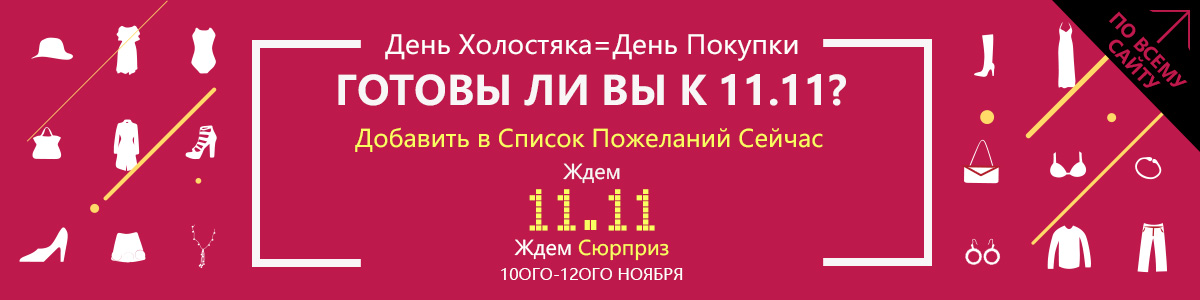 День Холостяка=День Покупки
ГОТОВЫ ЛИ ВЫ К 11.11?
Добавить в Список Пожеланий Сейчас
Ждем
11.11
Ждем Сюрприз
10ОГО-12ОГО НОЯБРЯ
ПО ВСЕМУ
САЙТУ